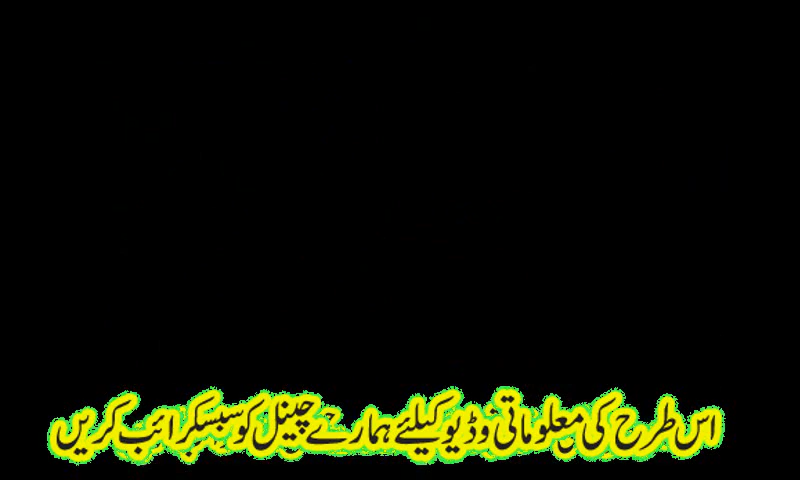 اس طرح کی معلوماتی وڈیو کیلئے ہمارے چینل کو سبسکرائب کریں